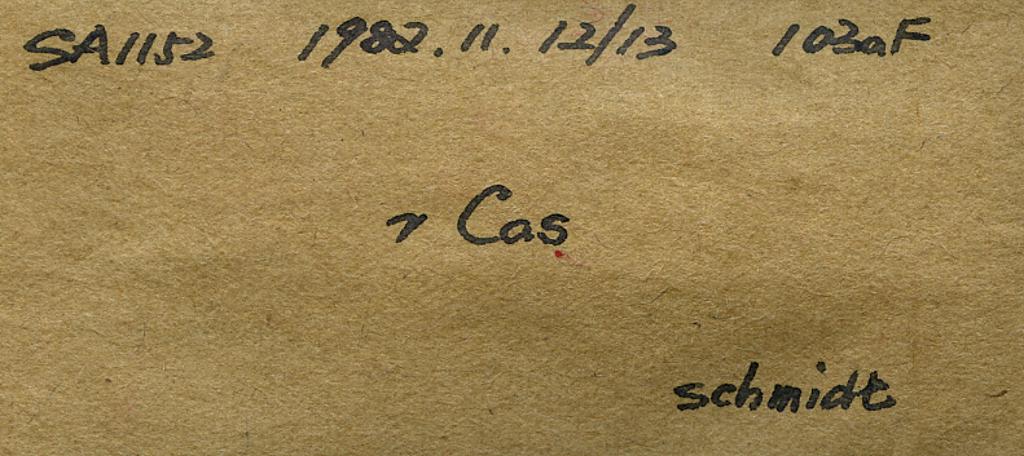 SA1152 1982.11.12/13 103aF
γ Cas
schmidt